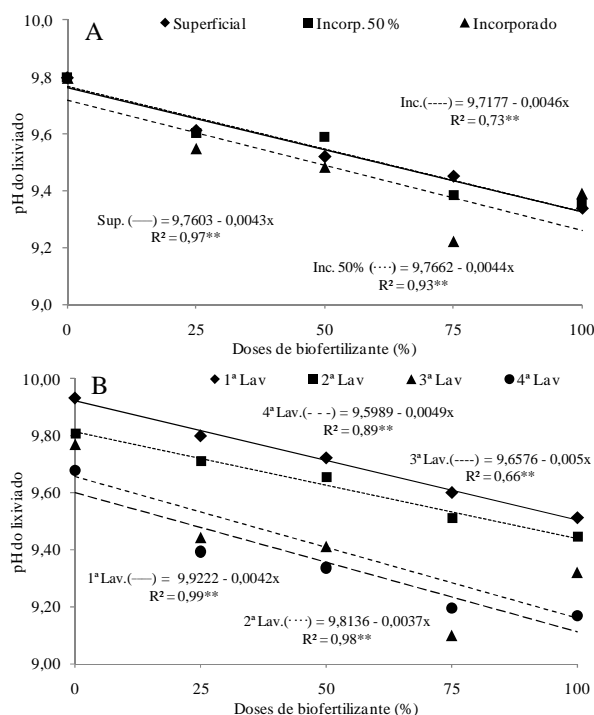 A
Superficial Incorp. 50 % Incorporado
10,0
9,8
9,6
9,4
9,2
9,0
pH do lixiviado
Inc.(----) = 9,7177 - 0,0046x
R² = 0,73**
Sup. (——) = 9,7603 - 0,0043x
R² = 0,97**
Inc. 50% (····) = 9,7662 - 0,0044x
R² = 0,93**
0 25 50 75 100
Doses de biofertilizante (%)
B
1ª Lav 2ª Lav 3ª Lav 4ª Lav
10,00
9,80
9,60
9,40
9,20
9,00
pH do lixiviado
4ª Lav.(- - -) = 9,5989 - 0,0049x
R² = 0,89**
3ª Lav.(----) = 9,6576 - 0,005x
R² = 0,66**
1ª Lav.(——) = 9,9222 - 0,0042x
R² = 0,99**
2ª Lav.(····) = 9,8136 - 0,0037x
R² = 0,98**
0 25 50 75 100
Doses de biofertilizante (%)